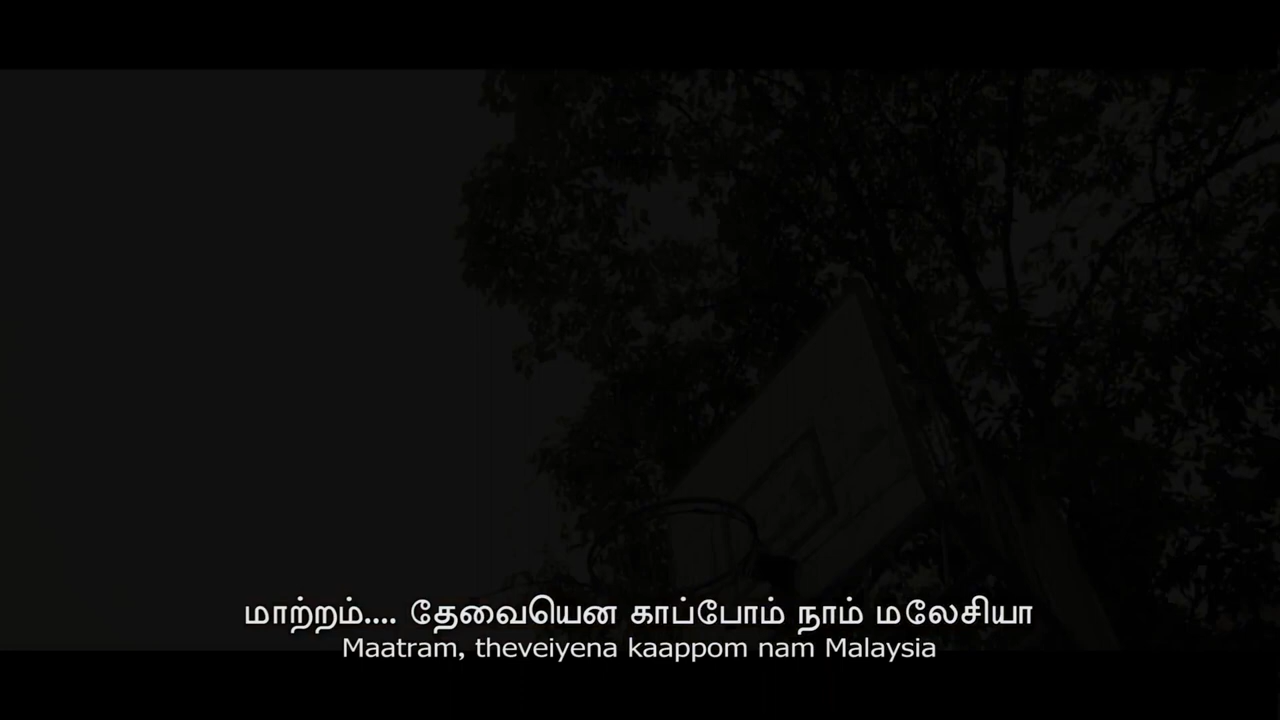 மாற்றம்.... தேவையென காப்போம் நாம் மலேசியா
Maatram, theveiyena kaappom nam Malaysia